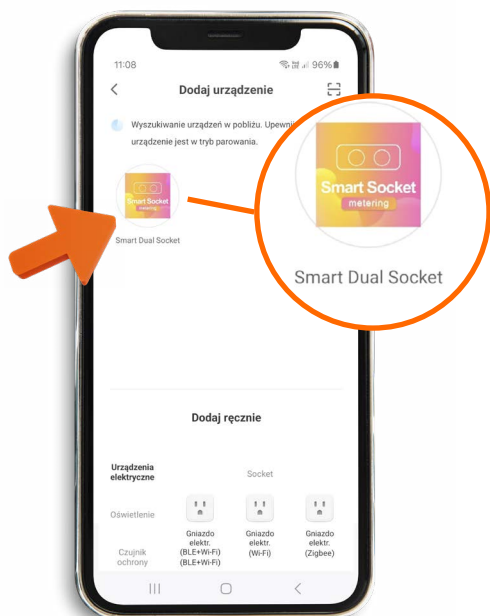 11:08
96%
Dodaj urządzenie
Wyszukiwanie urządzeń w pobliżu. Upewni
urządzenie jest w tryb parowania.
Smart Socket
metering
Smart Dual Socket
Smart Socket
metering
Smart Dual Socket
Dodaj ręcznie
Urządzenia
elektryczne
Socket
Oświetlenie
Gniazdo
elektr.
(BLE+Wi-Fi)
(BLE+Wi-Fi)
Gniazdo
elektr.
(Wi-Fi)
Gniazdo
elektr.
(Zigbee)
Czujnik
ochrony